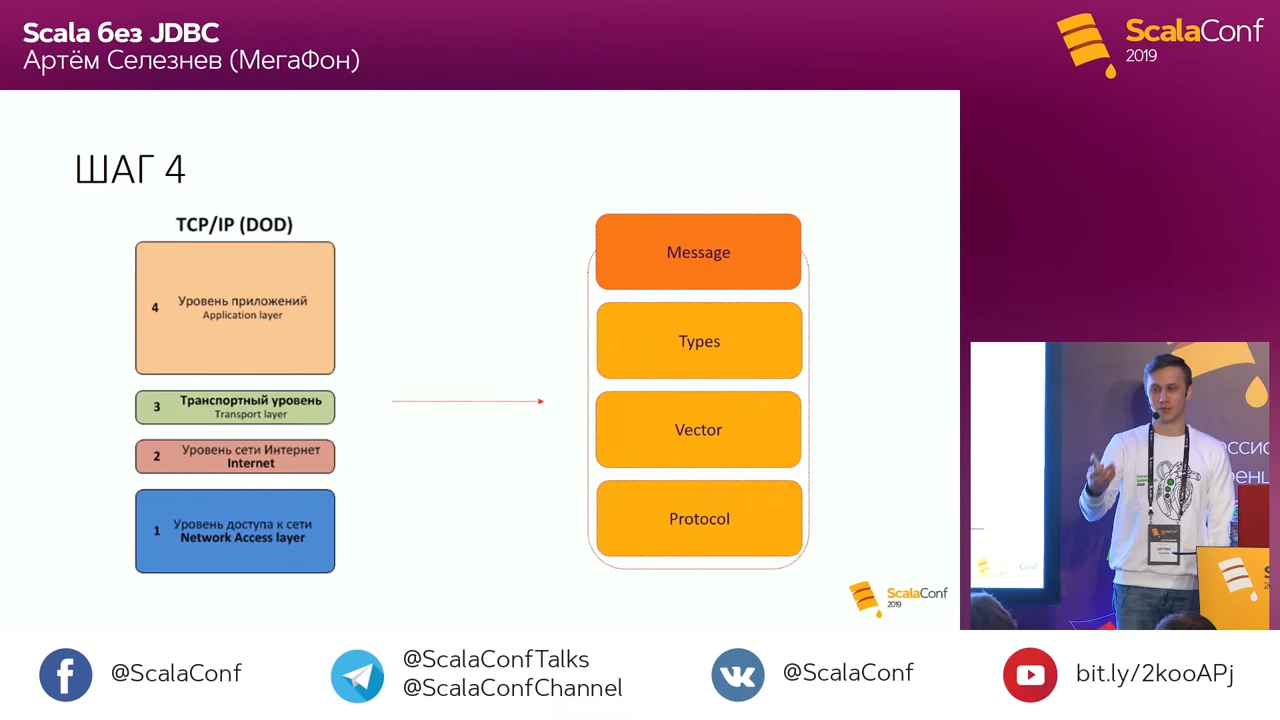 Scala без JDBC
Артём Селезнев (МегаФон)
ScalaConf
2019
ШАГ 4
TCP/IP (DOD)
4 Уровень приложений
Application layer
3 Транспортный уровень
Transport layer
2 Уровень сети Интернет
Internet
1 Уровень доступа к сети
Network Access layer
Message
Types
Vector
Protocol
ScalaConf
2019
@ScalaConf
@ScalaConfTalks
@ScalaConfChannel
@ScalaConf
bit.ly/2kooAPj